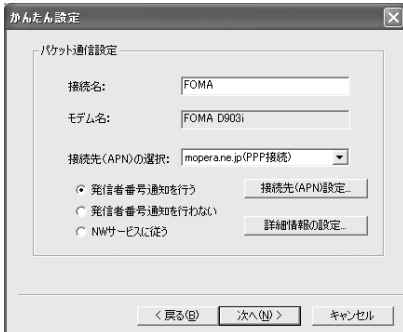 かんたん設定
パケット通信設定
接続名: FOMA
モデム名: FOMA D903i
接続先(APN)の選択: mopera.ne.jp(PPP接続)
発信者番号通知を行う 接続先(APN)設定...
発信者番号通知を行わない
NWサービスに従う 詳細情報の設定...
< 戻る(B) 次へ(N) > キャンセル